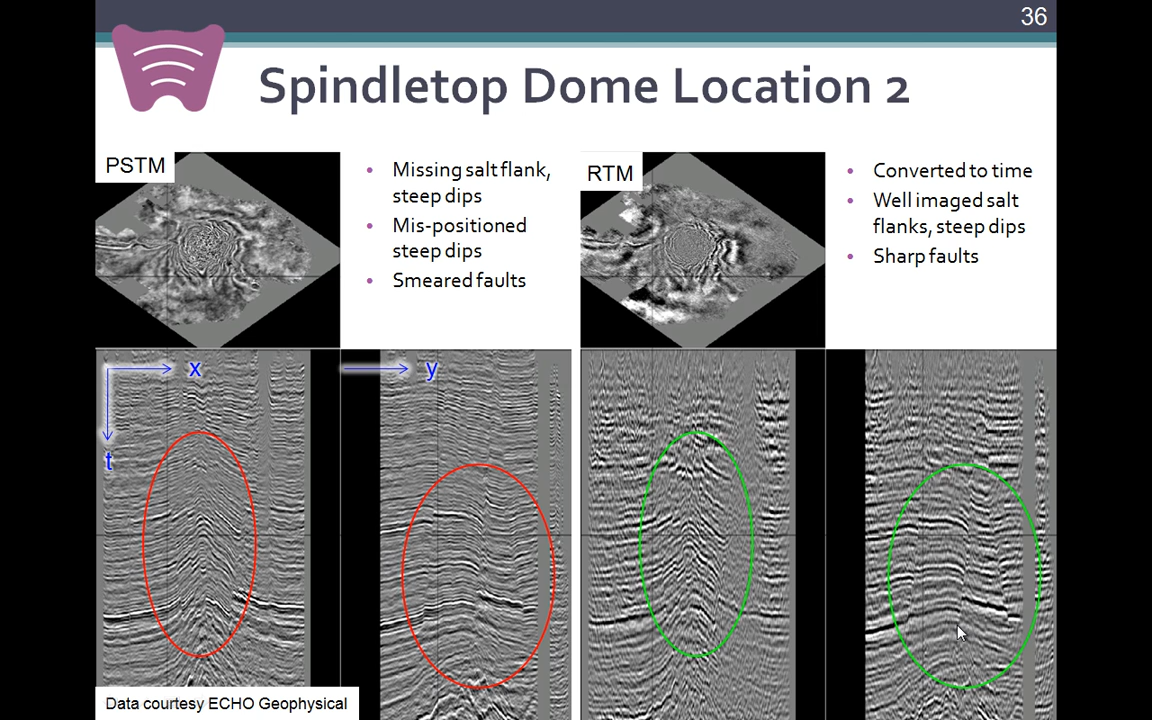 36
Spindletop Dome Location 2
PSTM
• Missing salt flank,
steep dips
• Mis-positioned
steep dips
• Smeared faults
RTM
• Converted to time
• Well imaged salt
flanks, steep dips
• Sharp faults
x
y
t
Data courtesy ECHO Geophysical